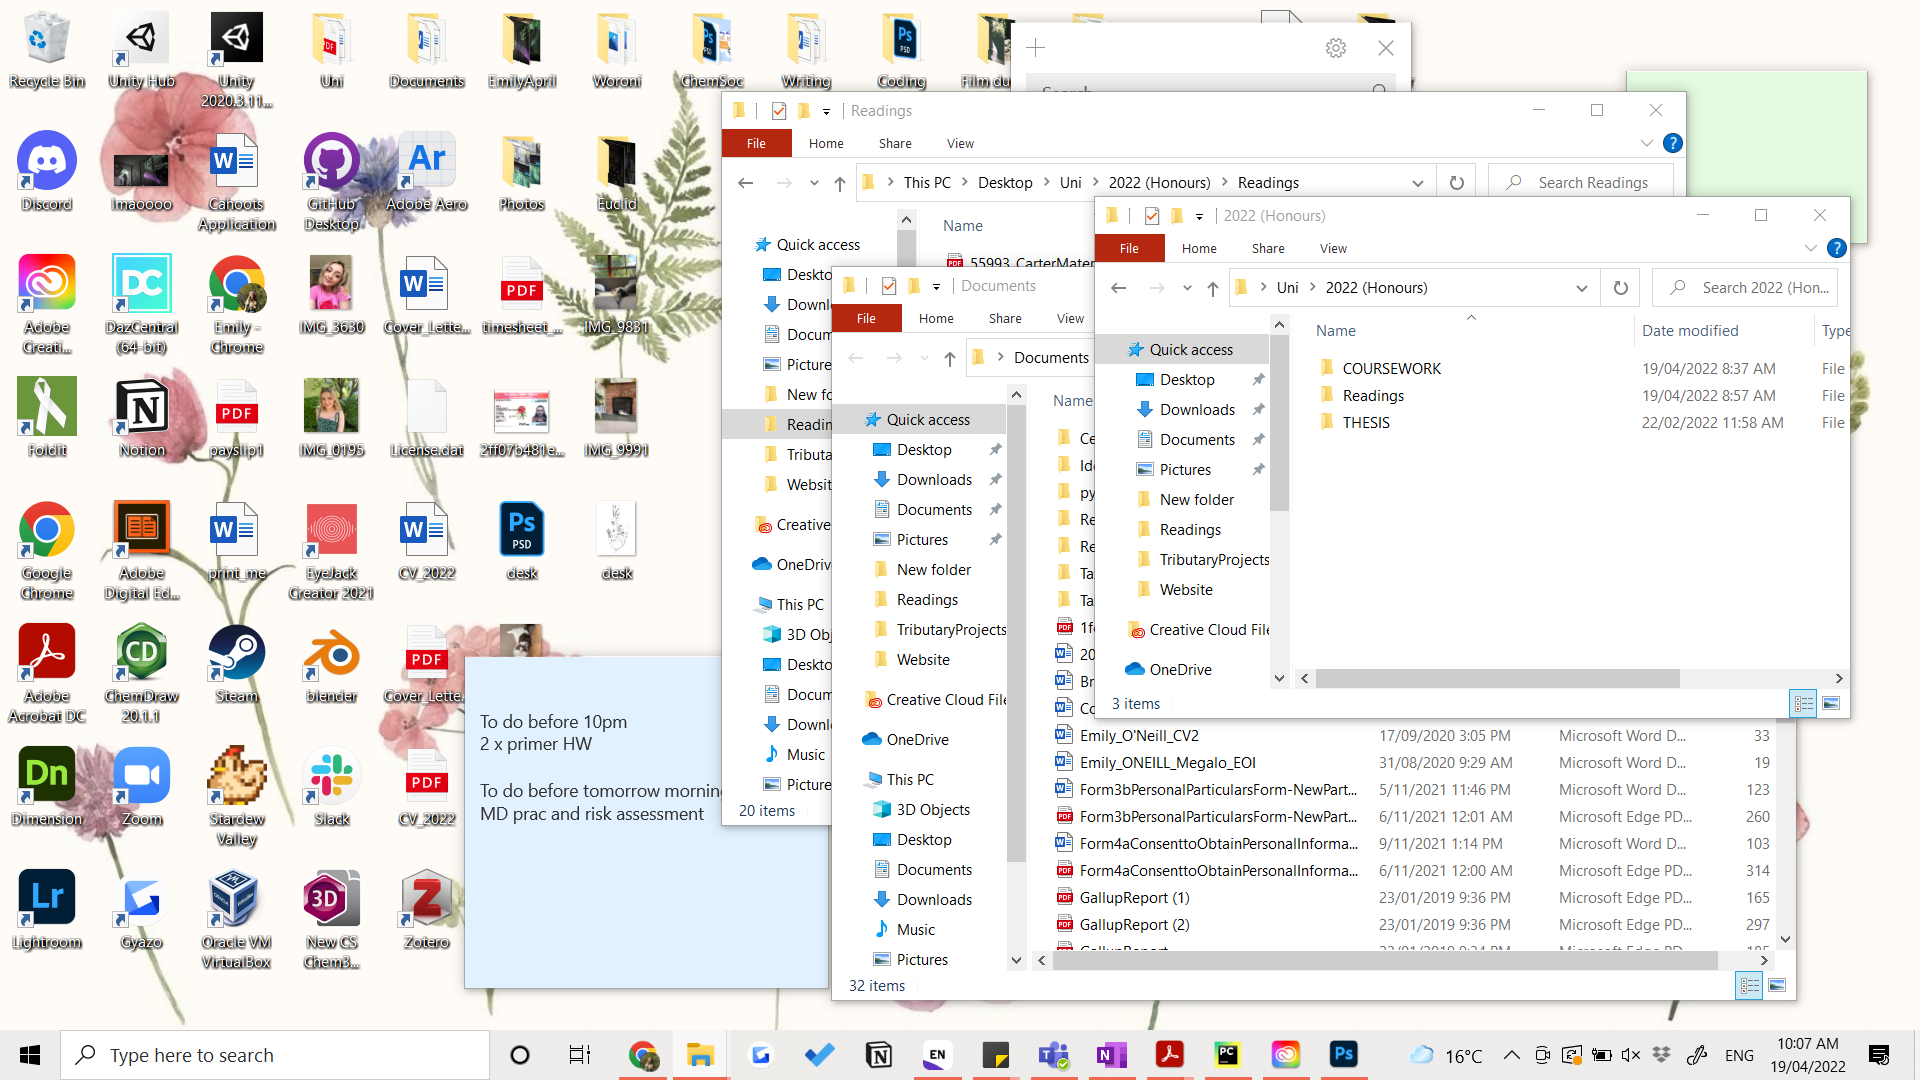 Recycle Bin
Unity Hub
Unity
2020.3.11...
Uni
Documents
EmilyApril
Woroni
ChemSoc
Writing
Coding
Film du
Discord
lmaoooo
Cahoots
Application
GitHub
Desktop
Adobe Aero
Photos
Euclid
Adobe
Creati...
DazCentral
(64-bit)
Emily -
Chrome
IMG_3630
Cover_Lette...
timesheet_...
IMG_9831
Foldit
Notion
payslip1
IMG_0195
License.dat
2ff07b481e...
IMG_9991
Google
Chrome
Adobe
Digital Ed...
print_me
EyeJack
Creator 2021
CV_2022
desk
desk
Adobe
Acrobat DC
ChemDraw
20.1.1
Steam
blender
Cover_Lette.
Dimension
Zoom
Stardew
Valley
Slack
CV_2022
Lightroom
Gyazo
Oracle VM
VirtualBox
New CS
Chem3...
Zotero
To do before 10pm
2 x primer HW
To do before tomorrow morning
MD prac and risk assessment
Search
Readings
File Home Share View
This PC > Desktop > Uni > 2022 (Honours) > Readings
Search Readings
Name
55993_CarterMater
Quick access
Deskto
Downl
Docum
Picture
New fo
Readin
Tributa
Websit
Creative
OneDriv
This PC
3D Obj
Deskto
Docum
Downl
Music
Picture
20 items
Documents
File Home Share View
Documents
Name
Quick access
Desktop
Downloads
Documents
Pictures
New folder
Readings
TributaryProjects
Website
Creative Cloud File
OneDrive
This PC
3D Objects
Desktop
Documents
Downloads
Music
Pictures
Ce
Ide
py
Re
Re
Ta
Ta
1f
20
Br
Co
Emily_O'Neill_CV2 17/09/2020 3:05 PM Microsoft Word D... 33
Emily_ONEILL_Megalo_EOI 31/08/2020 9:29 AM Microsoft Word D... 19
Form3bPersonalParticularsForm-NewPart... 5/11/2021 11:46 PM Microsoft Word D... 123
Form3bPersonalParticularsForm-NewPart... 6/11/2021 12:01 AM Microsoft Edge PD... 260
Form4aConsenttoObtainPersonalInforma... 9/11/2021 1:14 PM Microsoft Word D... 103
Form4aConsenttoObtainPersonalInforma... 6/11/2021 12:00 AM Microsoft Edge PD... 314
GallupReport (1) 23/01/2019 9:36 PM Microsoft Edge PD... 165
GallupReport (2) 23/01/2019 9:36 PM Microsoft Edge PD... 297
32 items
2022 (Honours)
File Home Share View
Uni > 2022 (Honours)
Search 2022 (Hon...
Name Date modified Type
COURSEWORK 19/04/2022 8:37 AM File
Readings 19/04/2022 8:57 AM File
THESIS 22/02/2022 11:58 AM File
Quick access
Desktop
Downloads
Documents
Pictures
New folder
Readings
TributaryProjects
Website
Creative Cloud File
OneDrive
3 items
Type here to search
16°C
ENG
10:07 AM
19/04/2022